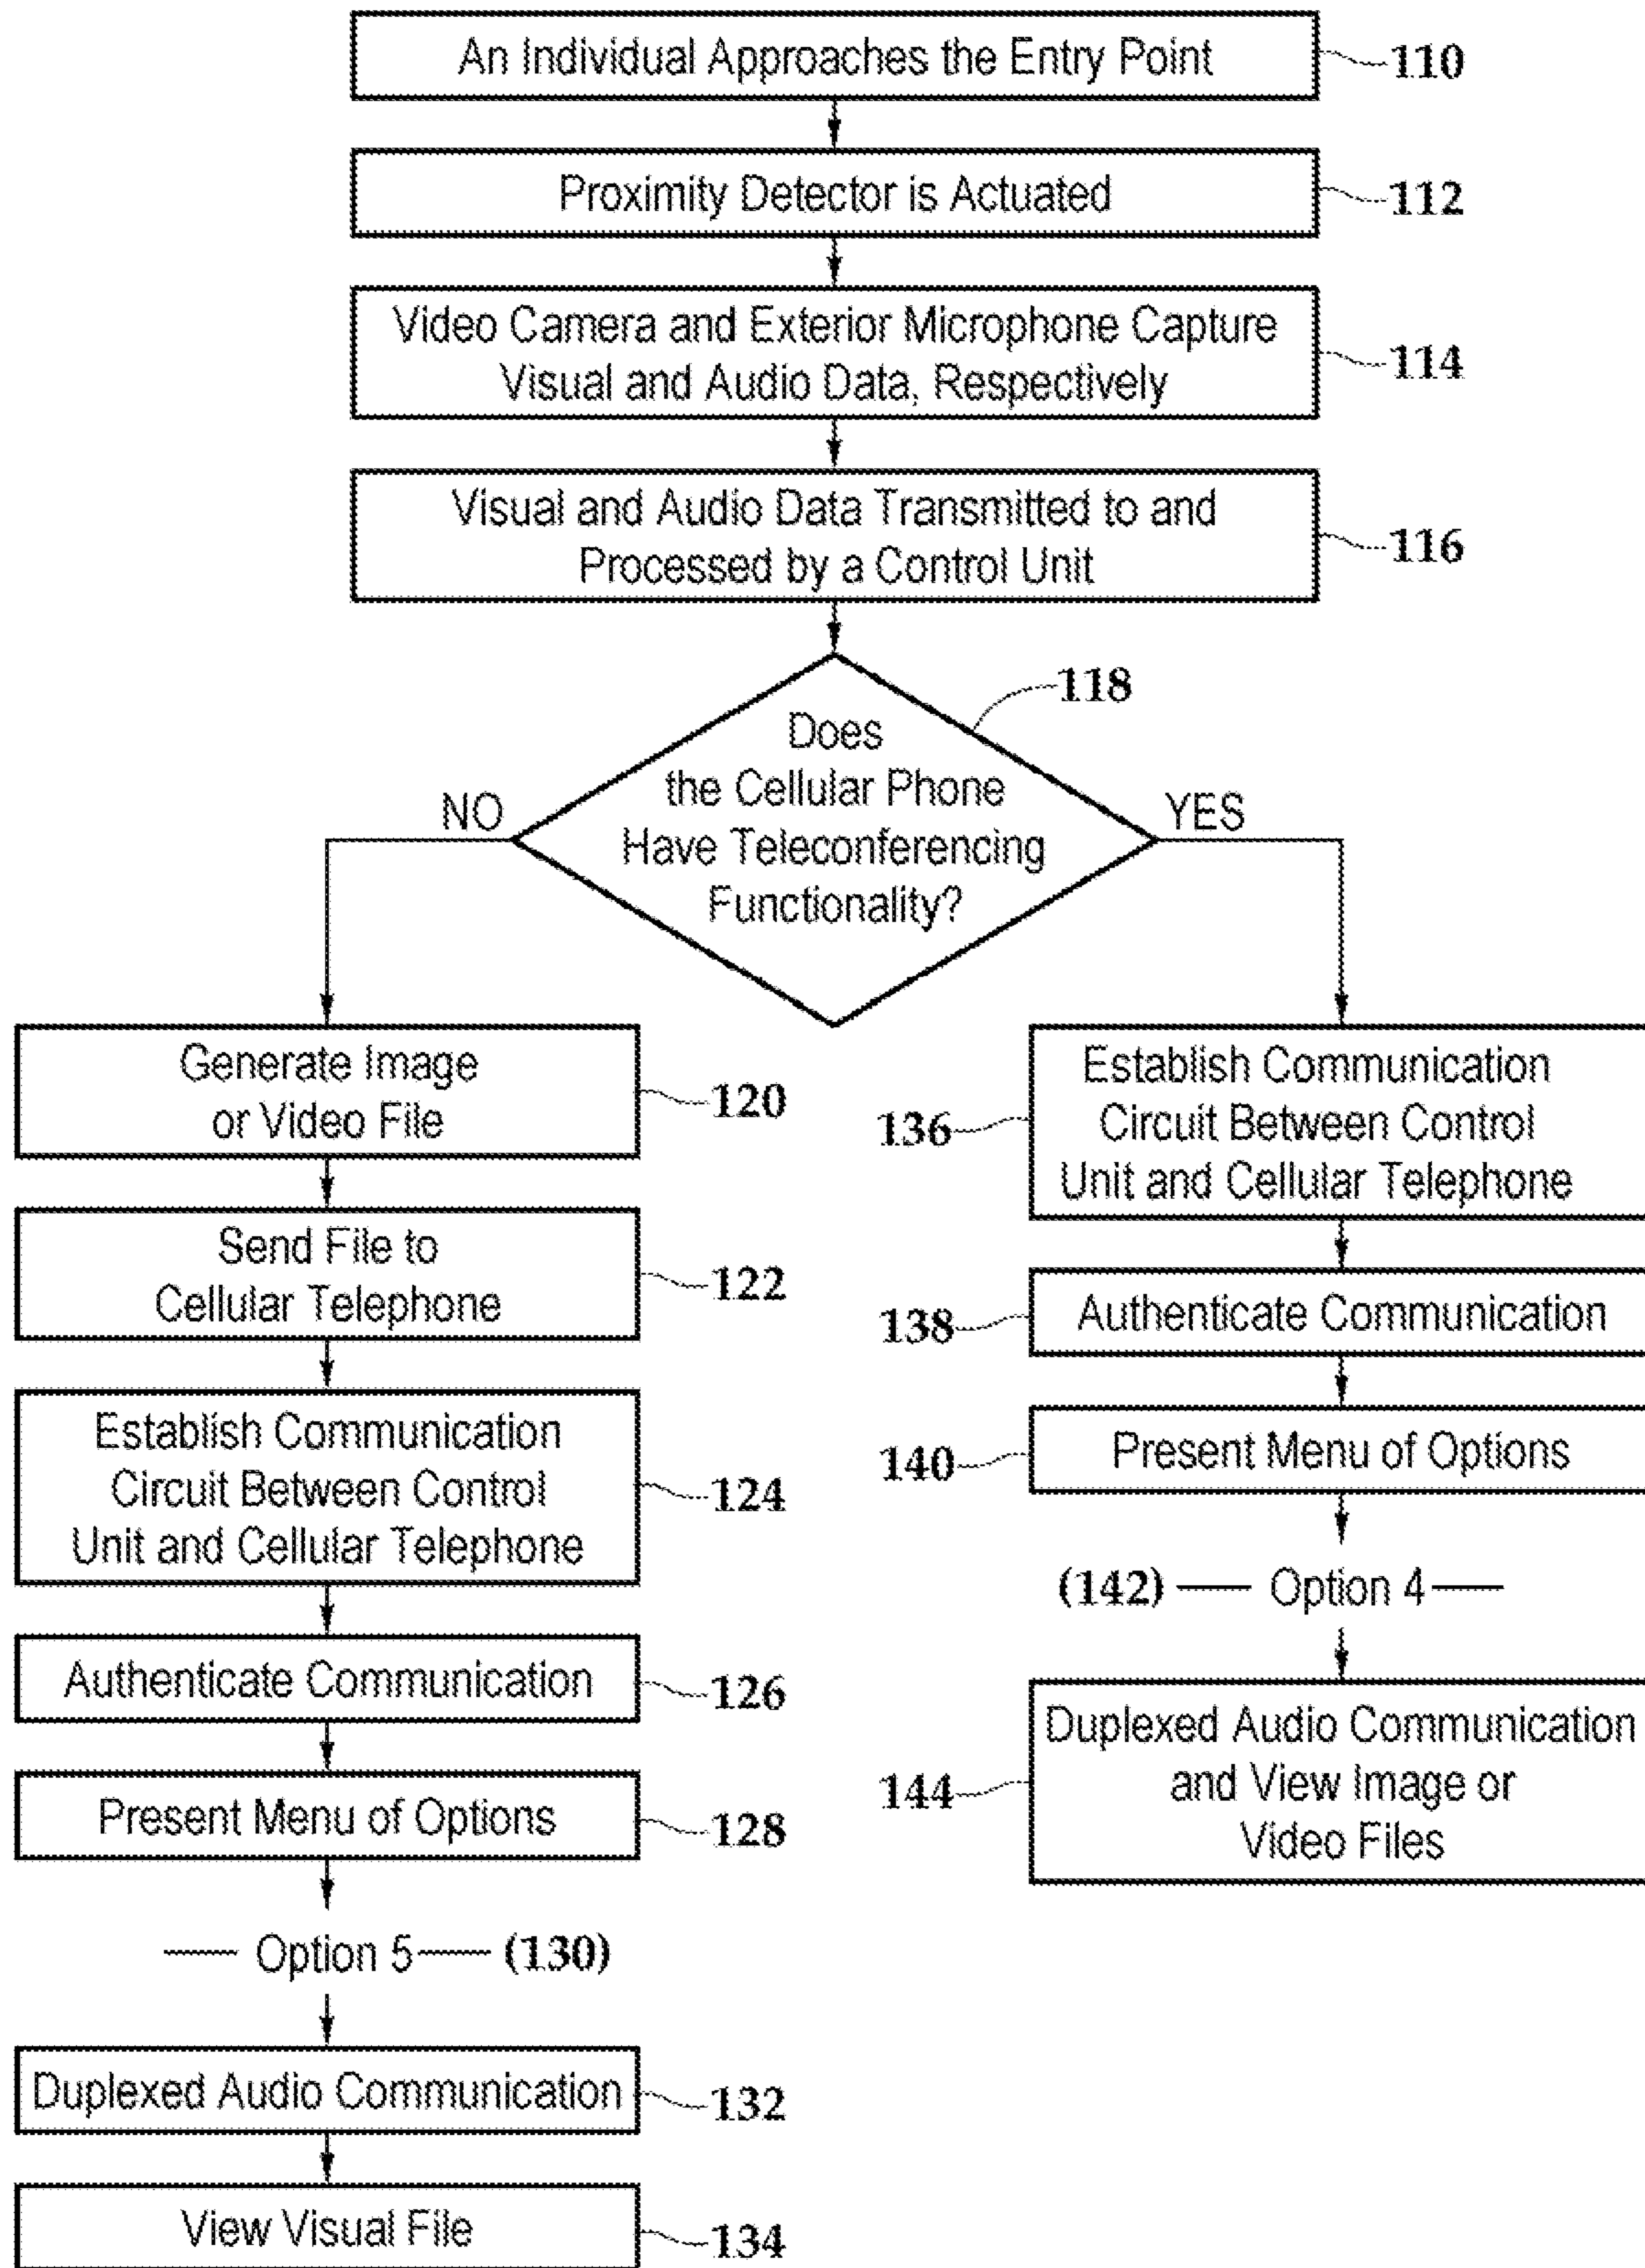 An Individual Approaches the Entry Point
110
Proximity Detector is Actuated
112
Video Camera and Exterior Microphone Capture
Visual and Audio Data, Respectively
114
Visual and Audio Data Transmitted to and
Processed by a Control Unit
116
118
Does
the Cellular Phone
Have Teleconferencing
Functionality?
NO
YES
Generate Image
or Video File
120
Send File to
Cellular Telephone
122
Establish Communication
Circuit Between Control
Unit and Cellular Telephone
124
Authenticate Communication
126
Present Menu of Options
128
Option 5
(130)
Duplexed Audio Communication
132
View Visual File
134
136
Establish Communication
Circuit Between Control
Unit and Cellular Telephone
138
Authenticate Communication
140
Present Menu of Options
(142)
Option 4
144
Duplexed Audio Communication
and View Image or
Video Files